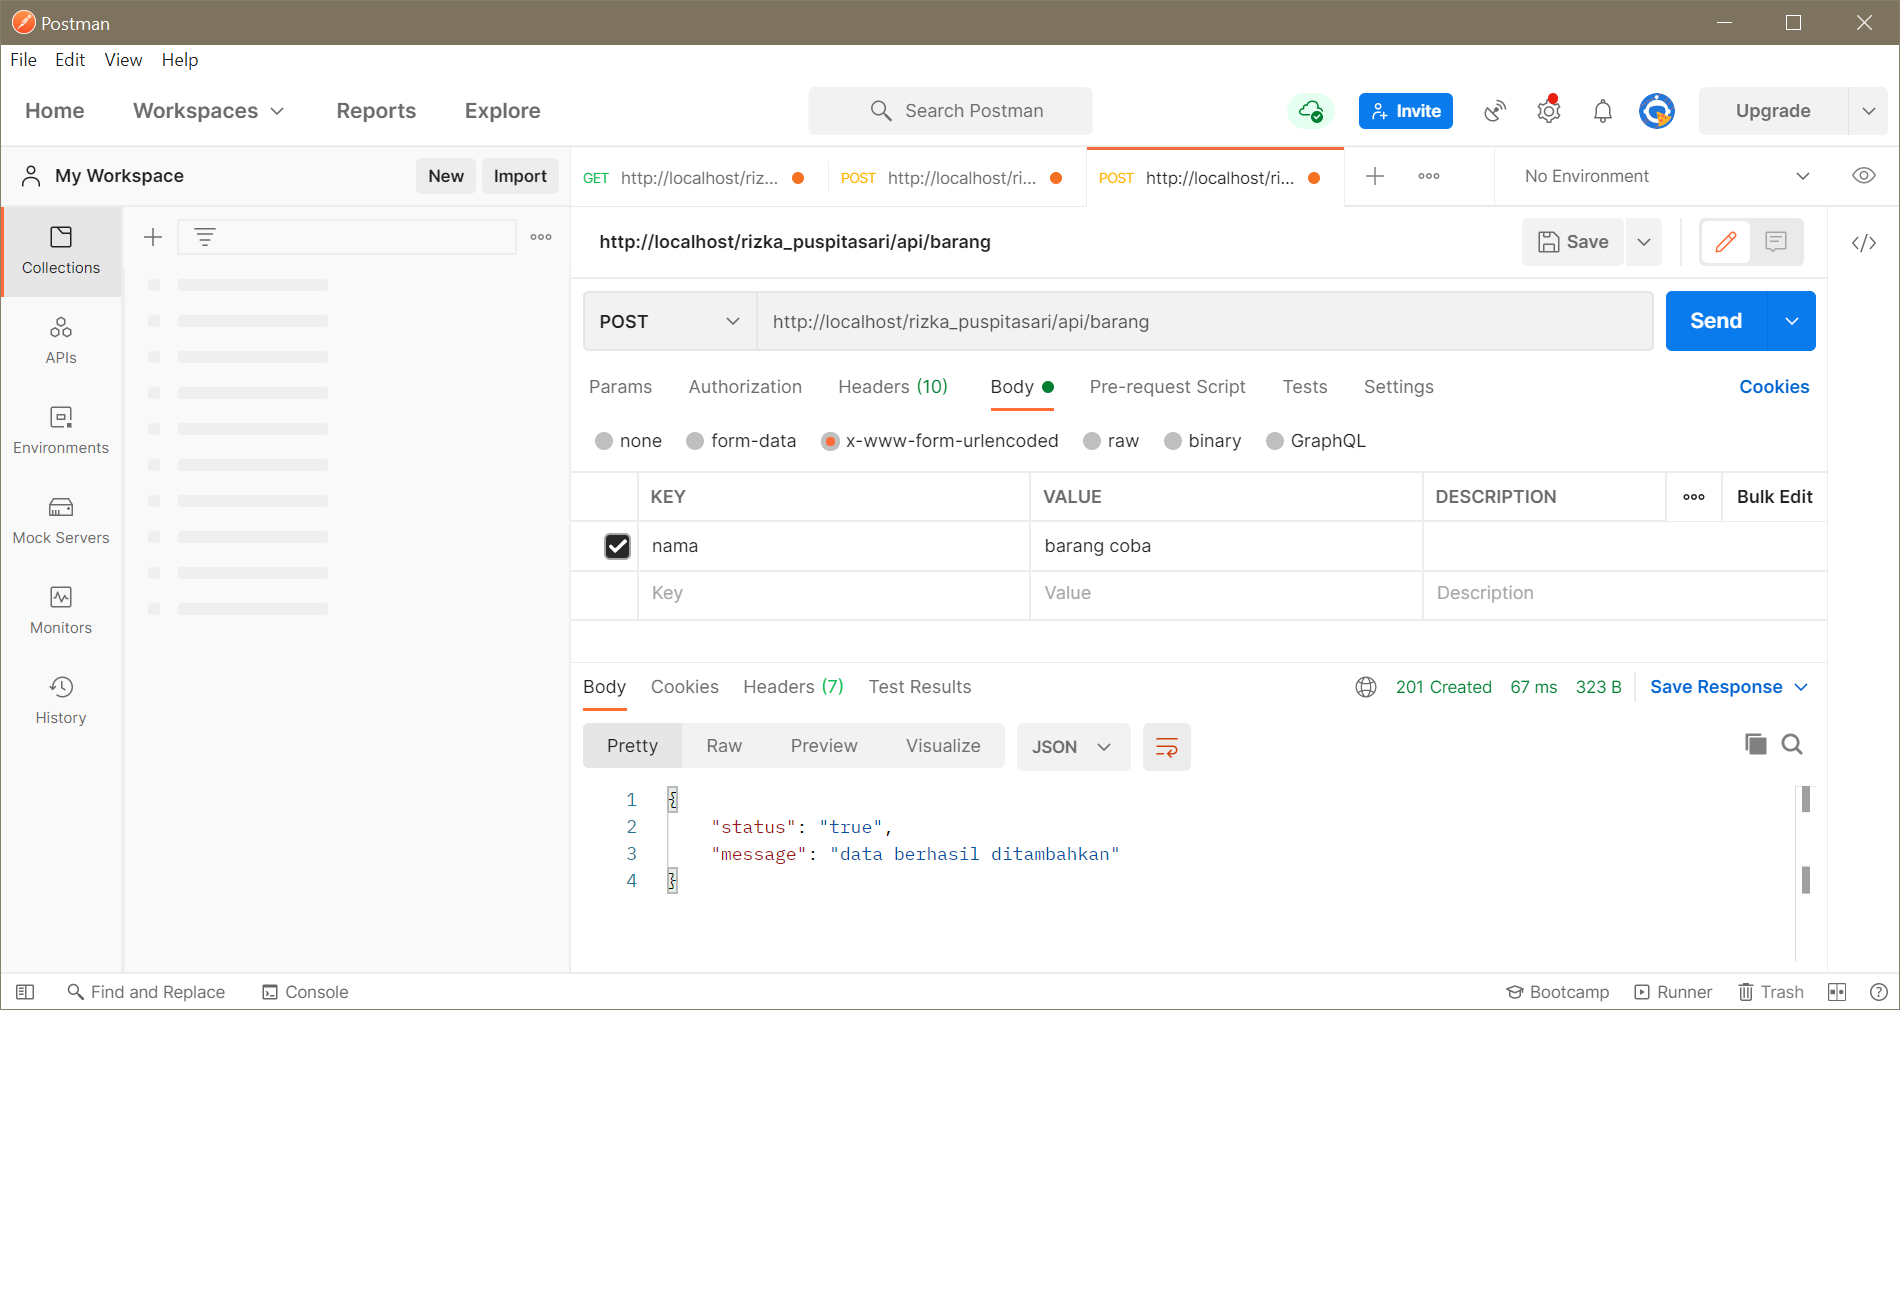 Postman
File Edit View Help
Home Workspaces Reports Explore Search Postman Invite Upgrade
My Workspace New Import GET http://localhost/riz... POST http://localhost/ri... POST http://localhost/ri... No Environment
Collections
APIs
Environments
Mock Servers
Monitors
History
http://localhost/rizka_puspitasari/api/barang Save
POST http://localhost/rizka_puspitasari/api/barang Send
Params Authorization Headers (10) Body Pre-request Script Tests Settings Cookies
none form-data x-www-form-urlencoded raw binary GraphQL
KEY VALUE DESCRIPTION Bulk Edit
nama barang coba
Key Value Description
Body Cookies Headers (7) Test Results 201 Created 67 ms 323 B Save Response
Pretty Raw Preview Visualize JSON
1 {
2 "status": "true",
3 "message": "data berhasil ditambahkan"
4 }
Find and Replace Console Bootcamp Runner Trash